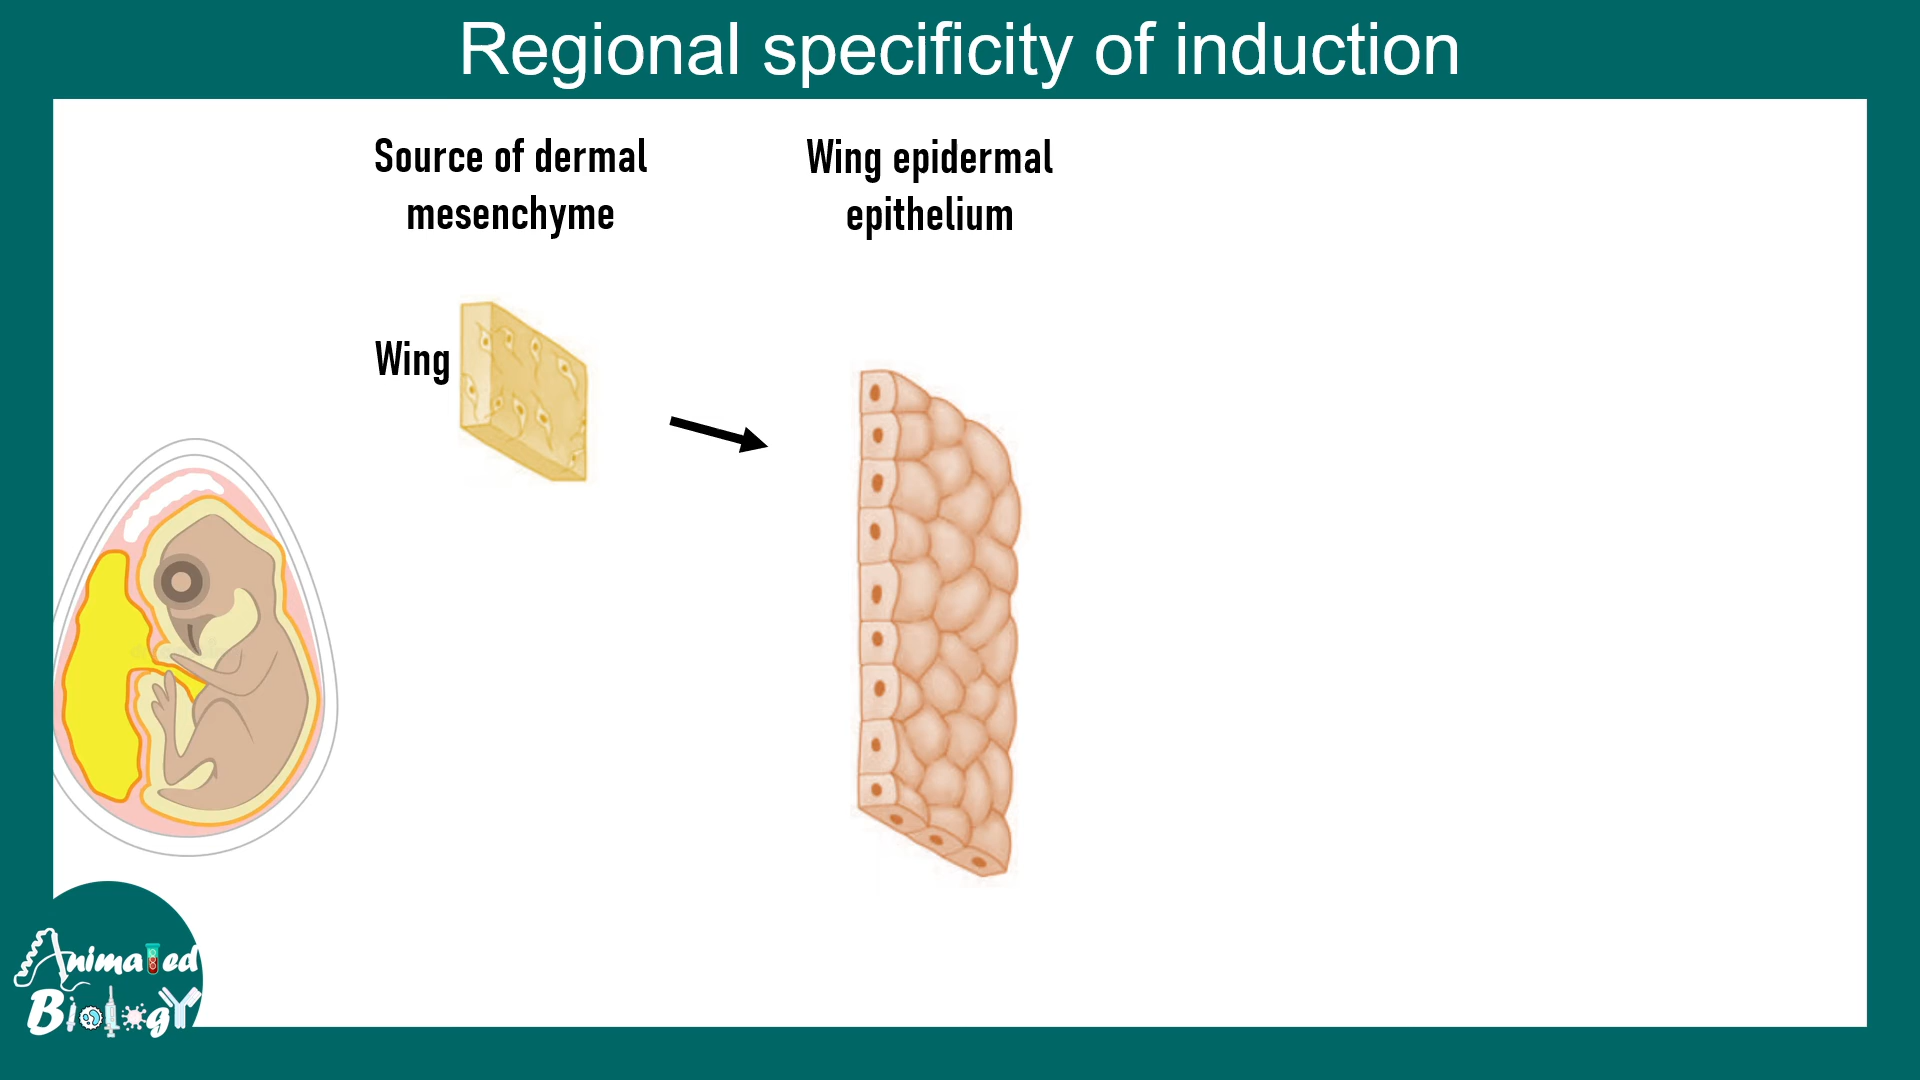 Regional specificity of induction
Source of dermal
mesenchyme
Wing epidermal
epithelium
Wing
Animated
Biology